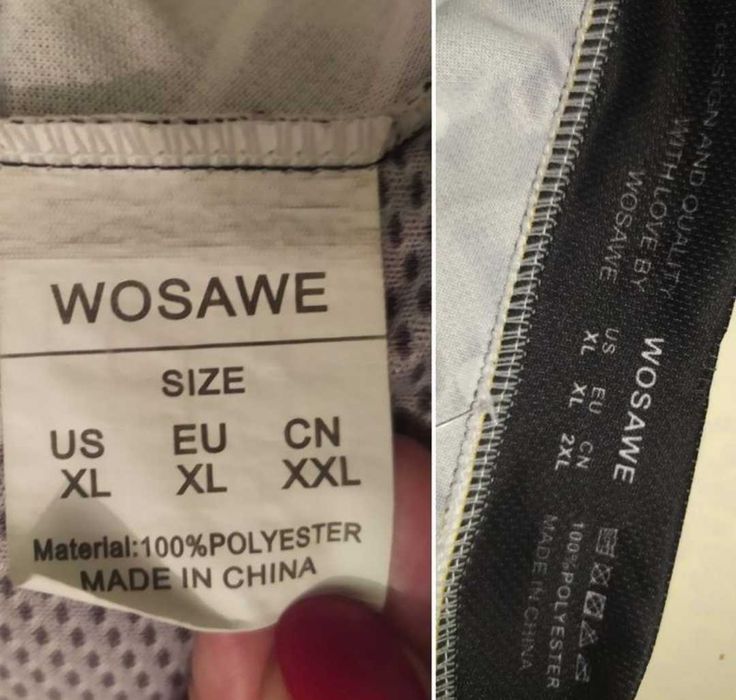 WOSAWE
SIZE
US EU CN
XL XL XXL
Material:100%POLYESTER
MADE IN CHINA
DESIGN AND QUALITY
WITH LOVE BY
WOSAWE
WOSAWE
US EU CN
XL XL 2XL
100%POLYESTER
MADE IN CHINA